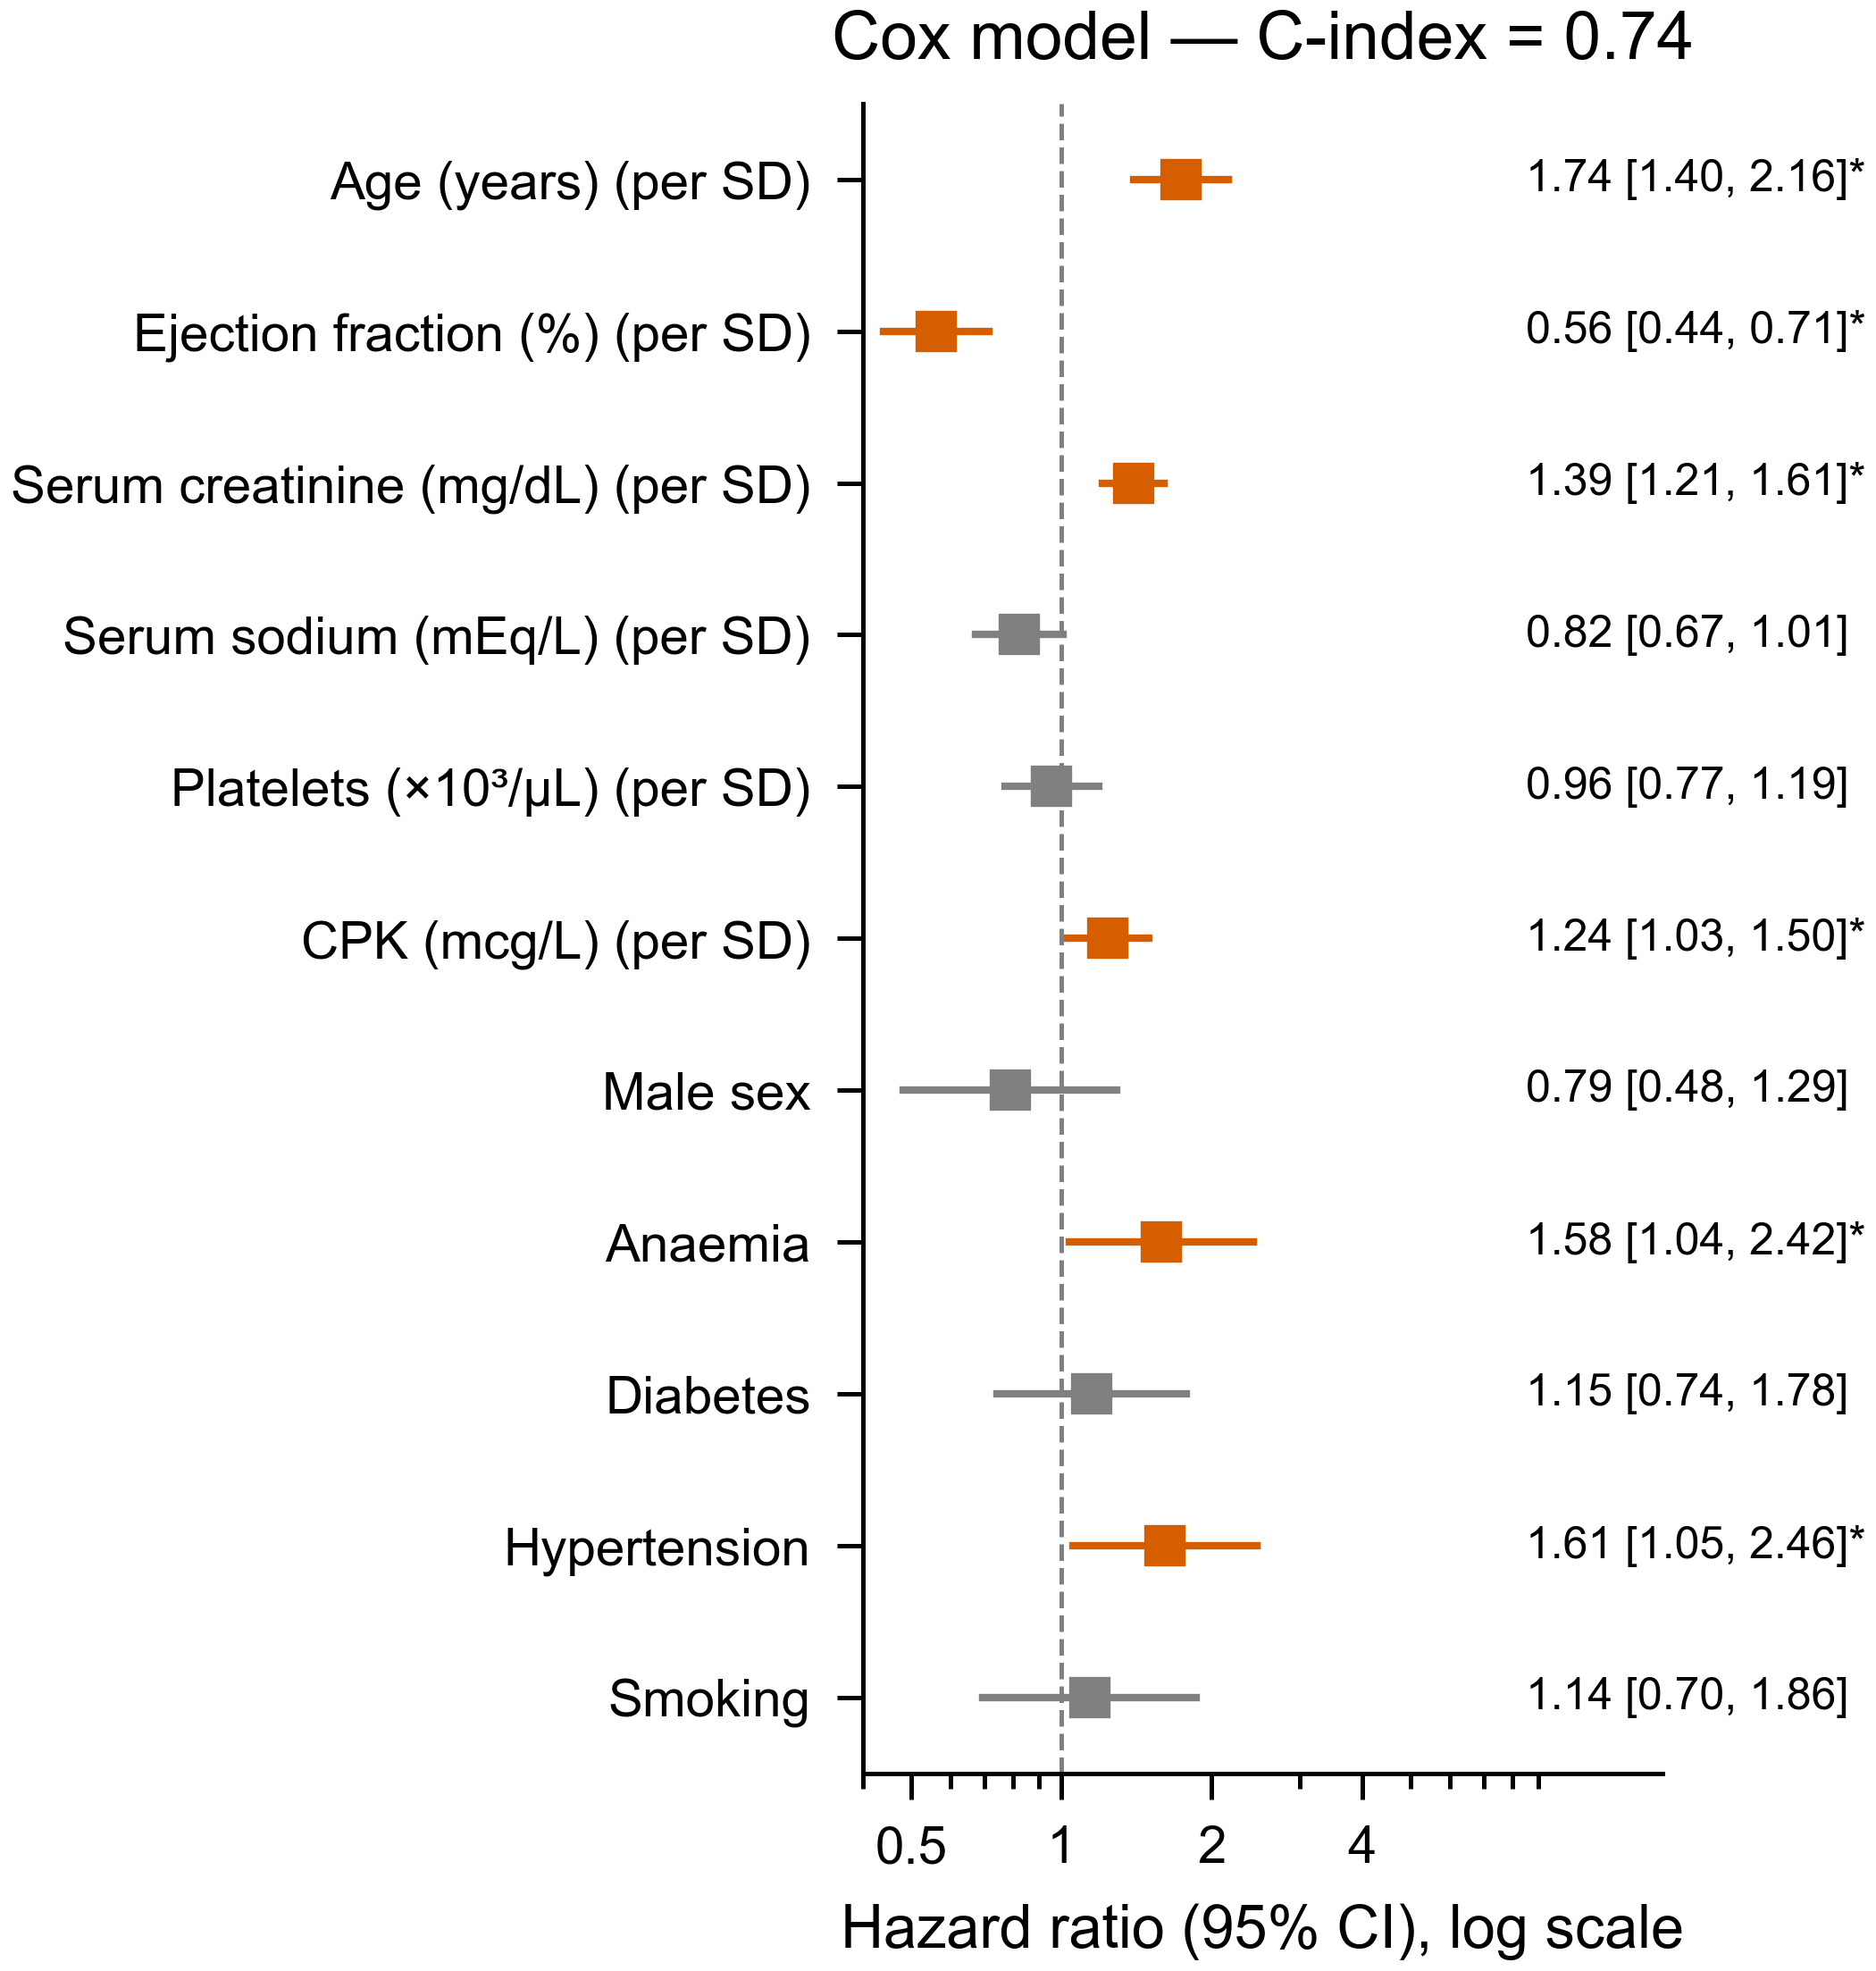 Cox model — C-index = 0.74
Age (years) (per SD) 1.74 [1.40, 2.16]*
Ejection fraction (%) (per SD) 0.56 [0.44, 0.71]*
Serum creatinine (mg/dL) (per SD) 1.39 [1.21, 1.61]*
Serum sodium (mEq/L) (per SD) 0.82 [0.67, 1.01]
Platelets (×10³/µL) (per SD) 0.96 [0.77, 1.19]
CPK (mcg/L) (per SD) 1.24 [1.03, 1.50]*
Male sex 0.79 [0.48, 1.29]
Anaemia 1.58 [1.04, 2.42]*
Diabetes 1.15 [0.74, 1.78]
Hypertension 1.61 [1.05, 2.46]*
Smoking 1.14 [0.70, 1.86]
0.5 1 2 4
Hazard ratio (95% CI), log scale